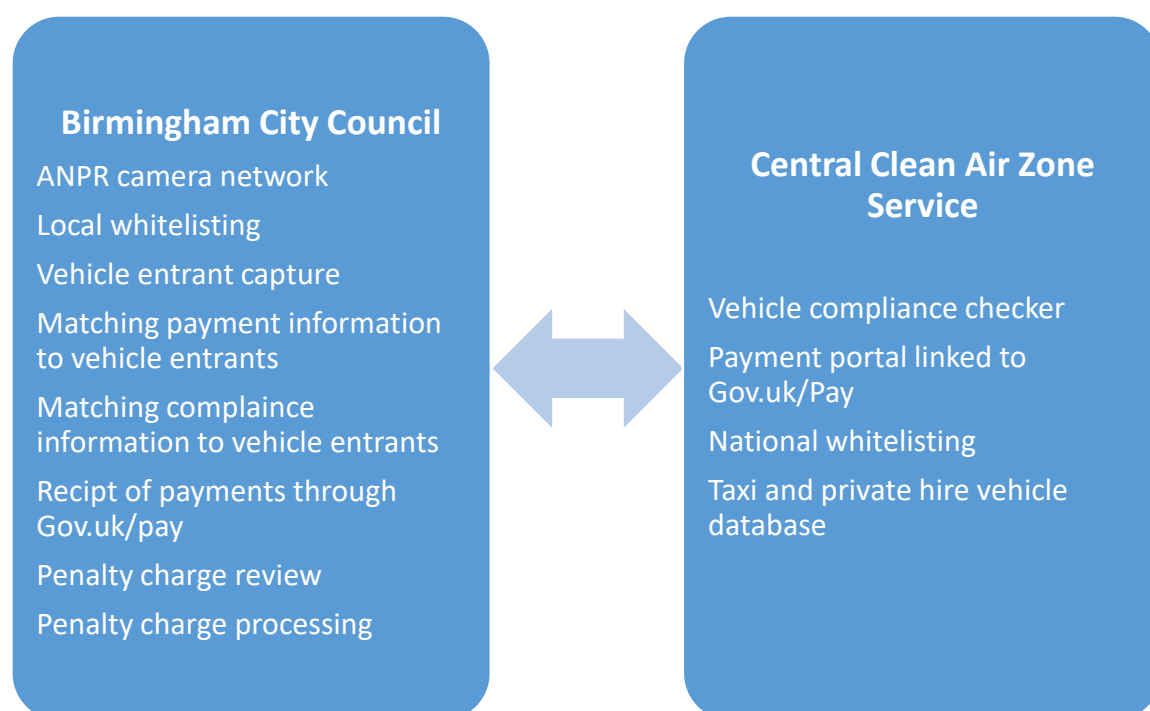 Birmingham City Council
ANPR camera network
Local whitelisting
Vehicle entrant capture
Matching payment information
to vehicle entrants
Matching complaince
information to vehicle entrants
Recipt of payments through
Gov.uk/pay
Penalty charge review
Penalty charge processing
Central Clean Air Zone
Service
Vehicle compliance checker
Payment portal linked to
Gov.uk/Pay
National whitelisting
Taxi and private hire vehicle
database